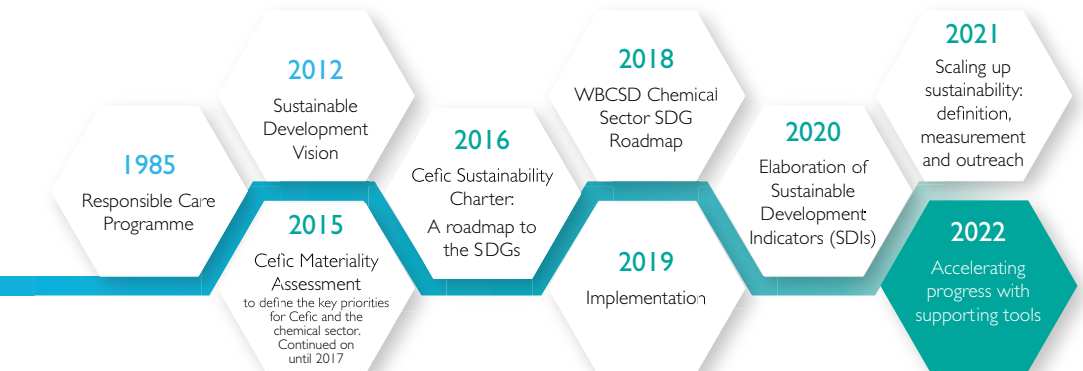 1985
Responsible Care
Programme
2012
Sustainable
Development
Vision
2015
Cefic Materiality
Assessment
to define the key priorities
for Cefic and the
chemical sector.
Continued on
until 2017
2016
Cefic Sustainability
Charter:
A roadmap to
the SDGs
2018
WBCSD Chemical
Sector SDG
Roadmap
2019
Implementation
2020
Elaboration of
Sustainable
Development
Indicators (SDIs)
2021
Scaling up
sustainability:
definition,
measurement
and outreach
2022
Accelerating
progress with
supporting tools